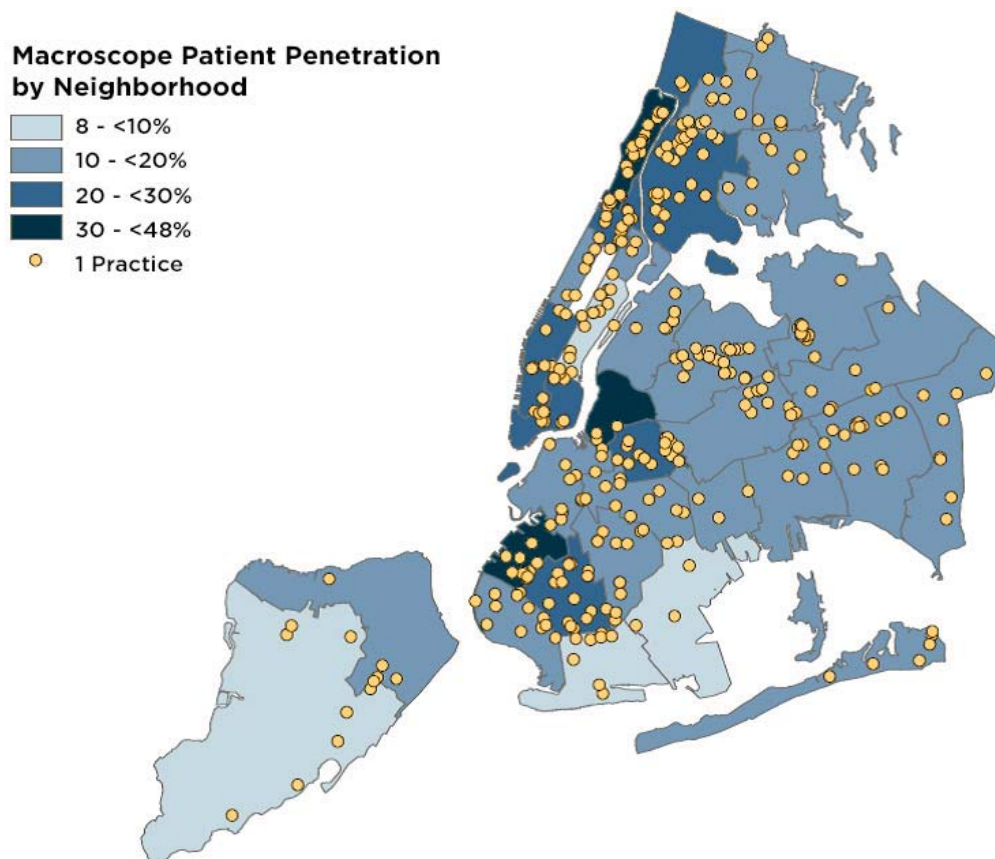 Macroscope Patient Penetration
by Neighborhood
8 - <10%
10 - <20%
20 - <30%
30 - <48%
1 Practice